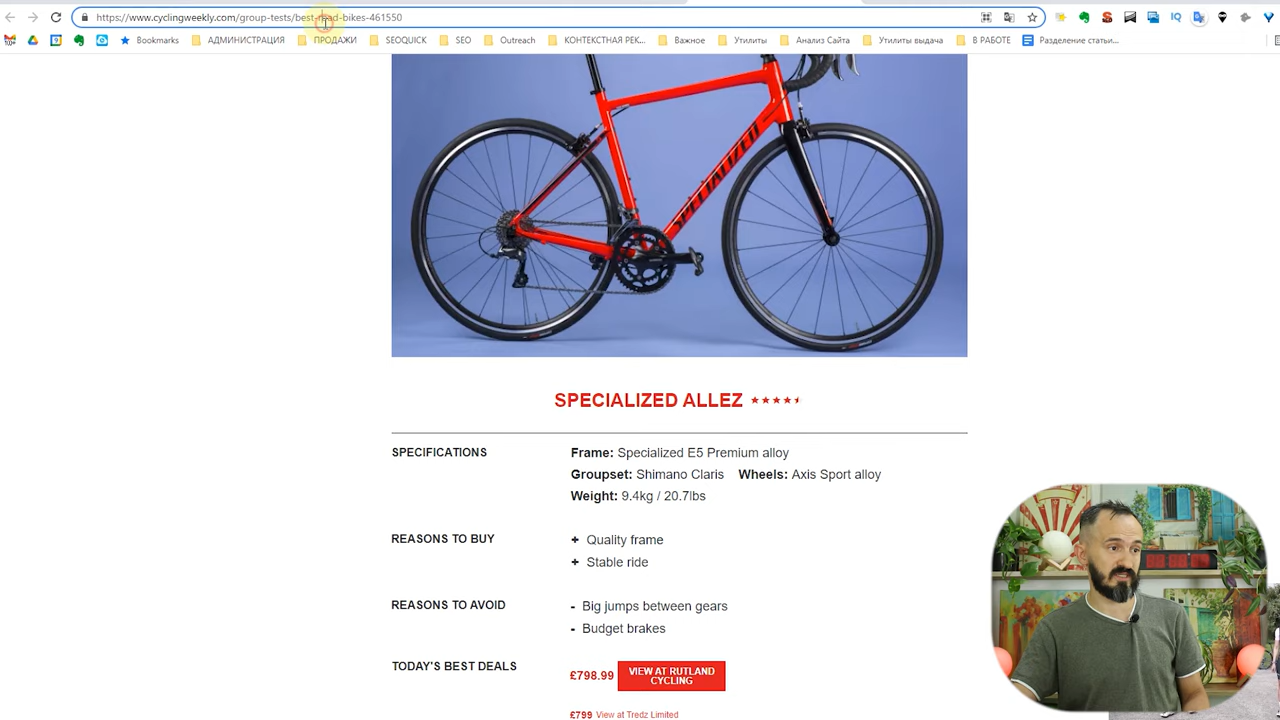 https://www.cyclingweekly.com/group-tests/best-road-bikes-461550
Bookmarks АДМИНИСТРАЦИЯ ПРОДАЖИ SEOQUICK SEO Outreach КОНТЕКСТНАЯ РЕК... Важное Утилиты Анализ Сайта Утилиты выдача В РАБОТЕ Разделение статьи...
SPECIALIZED
SPECIALIZED ALLEZ
SPECIFICATIONS
Frame: Specialized E5 Premium alloy
Groupset: Shimano Claris Wheels: Axis Sport alloy
Weight: 9.4kg / 20.7lbs
REASONS TO BUY
+ Quality frame
+ Stable ride
REASONS TO AVOID
- Big jumps between gears
- Budget brakes
TODAY'S BEST DEALS
£798.99 VIEW AT RUTLAND
CYCLING
£799 View at Tredz Limited